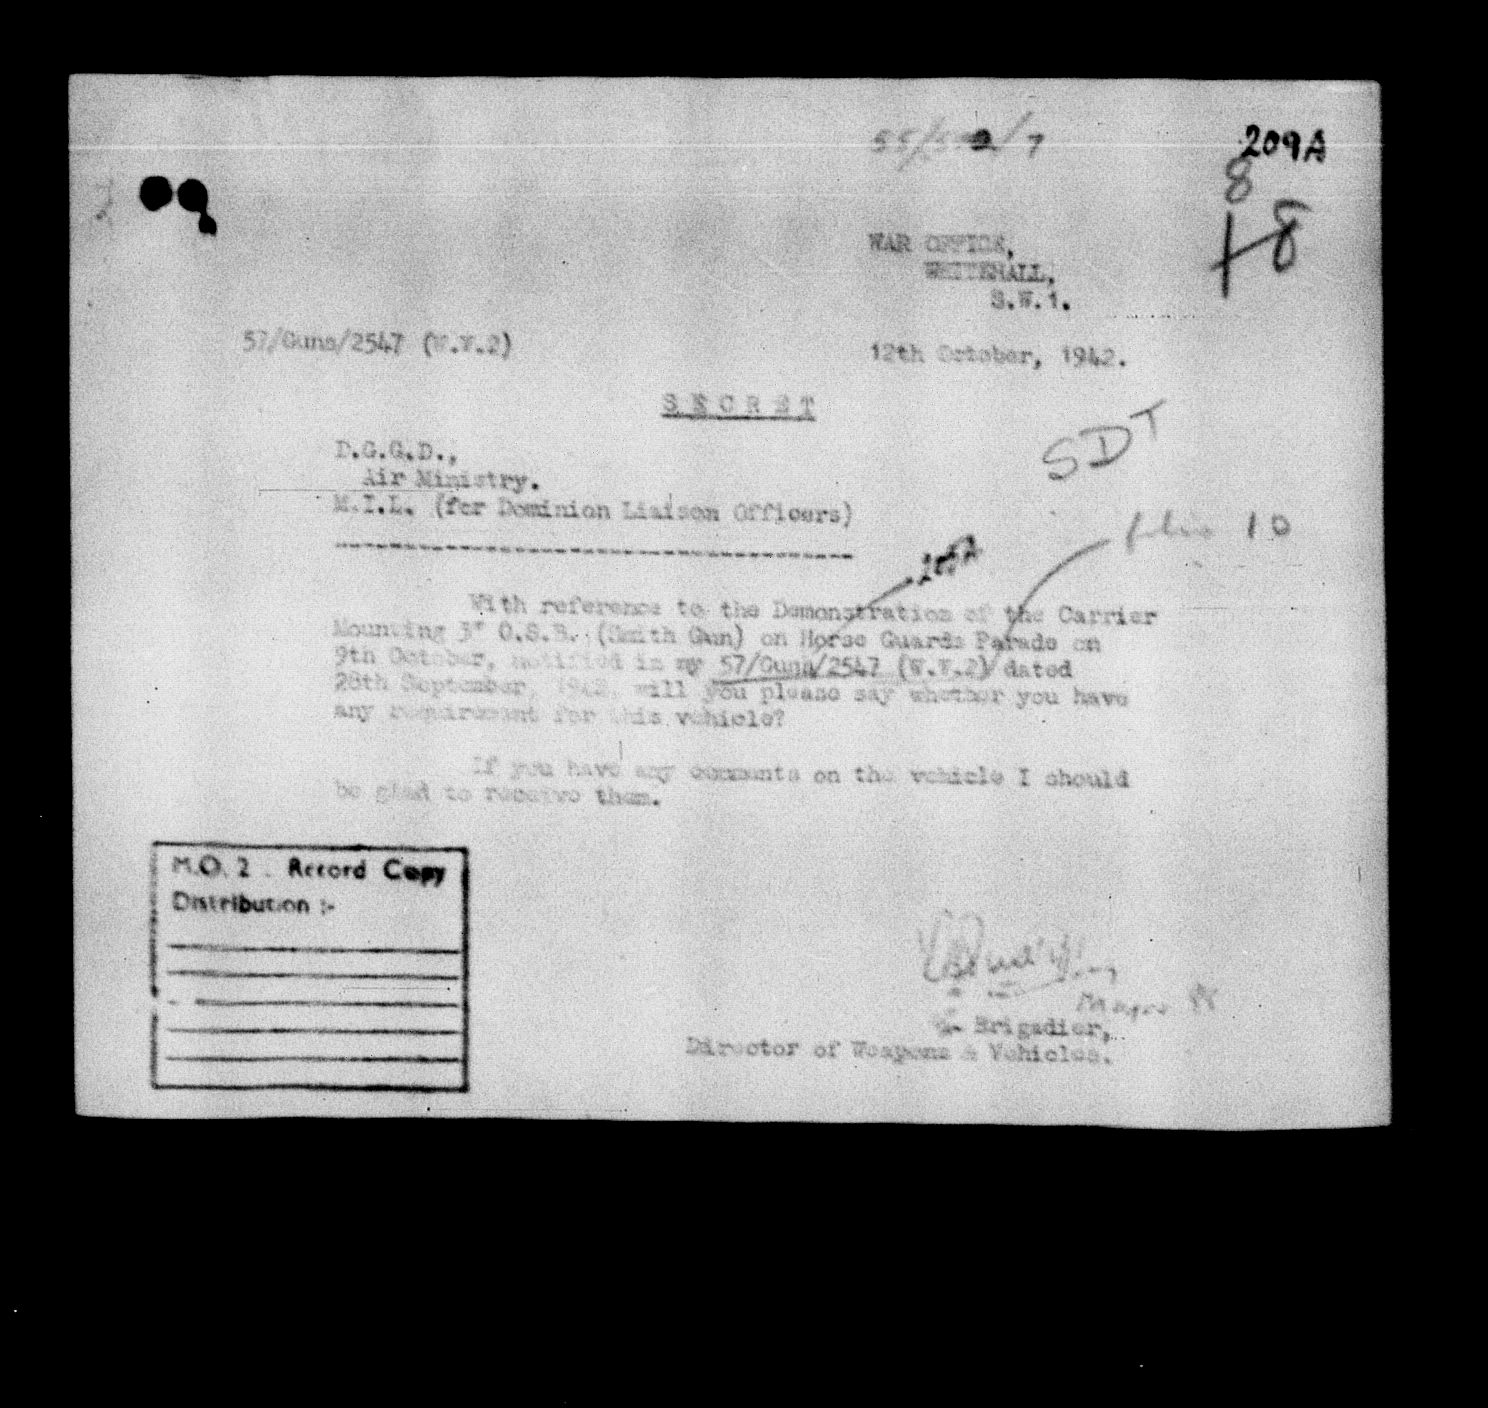 209A
8
8
WAR OFFICE,
WHITEHALL,
S.W.1.
57/Guns/2547 (W.V.2)
12th October, 1942.
SECRET
D.G.G.D.,
Air Ministry.
M.I.L. (for Dominion Liaison Officers)
SDT
folio 10
With reference to the Demonstration of the Carrier
Mounting 3" O.S.B. (Smith Gun) on Horse Guards Parade on
9th October, notified in my 57/Guns/2547 (W.V.2) dated
28th September, 1942, will you please say whether you have
any requirement for this vehicle?
If you have any comments on the vehicle I should
be glad to receive them.
M.O. 2. Record Copy
Distribution :-
Brigadier,
Director of Weapons & Vehicles.